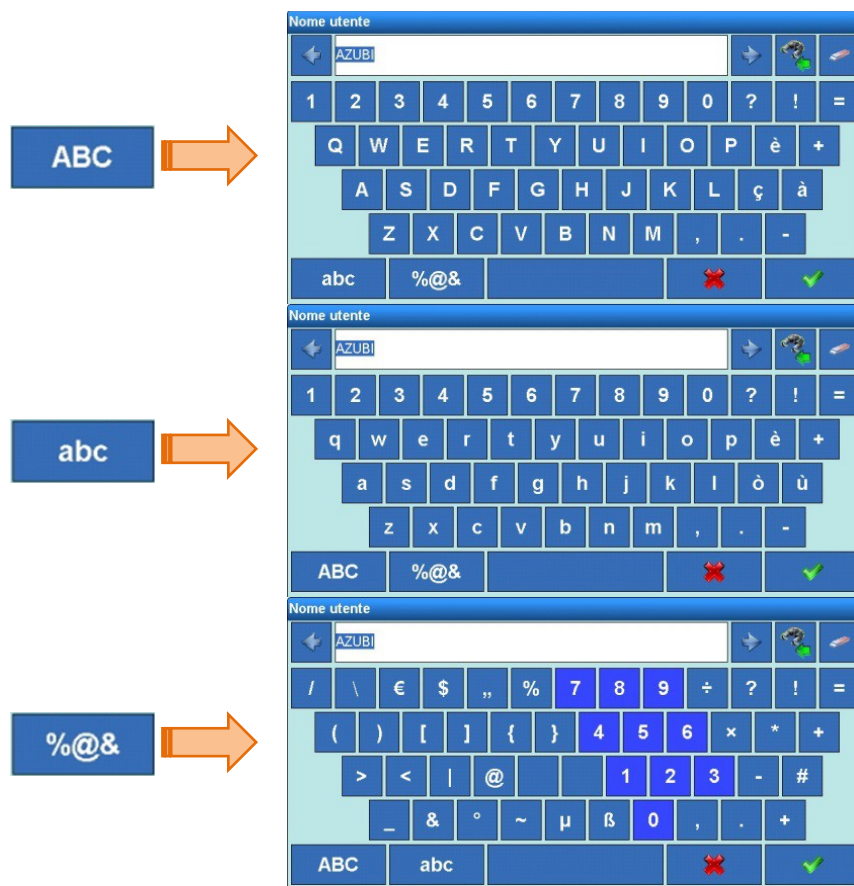 Nome utente
AZUBI
1 2 3 4 5 6 7 8 9 0 ? ! =
ABC
Q W E R T Y U I O P è +
A S D F G H J K L ç à
Z X C V B N M , . -
abc %@&
Nome utente
AZUBI
1 2 3 4 5 6 7 8 9 0 ? ! =
abc
q w e r t y u i o p è +
a s d f g h j k l ò ù
z x c v b n m , . -
ABC %@&
Nome utente
AZUBI
/ \ € $ „ % 7 8 9 ÷ ? ! =
%@&
( ) [ ] { } 4 5 6 × * +
> < | @ 1 2 3 - #
_ & ° ~ µ ß 0 , . +
ABC abc